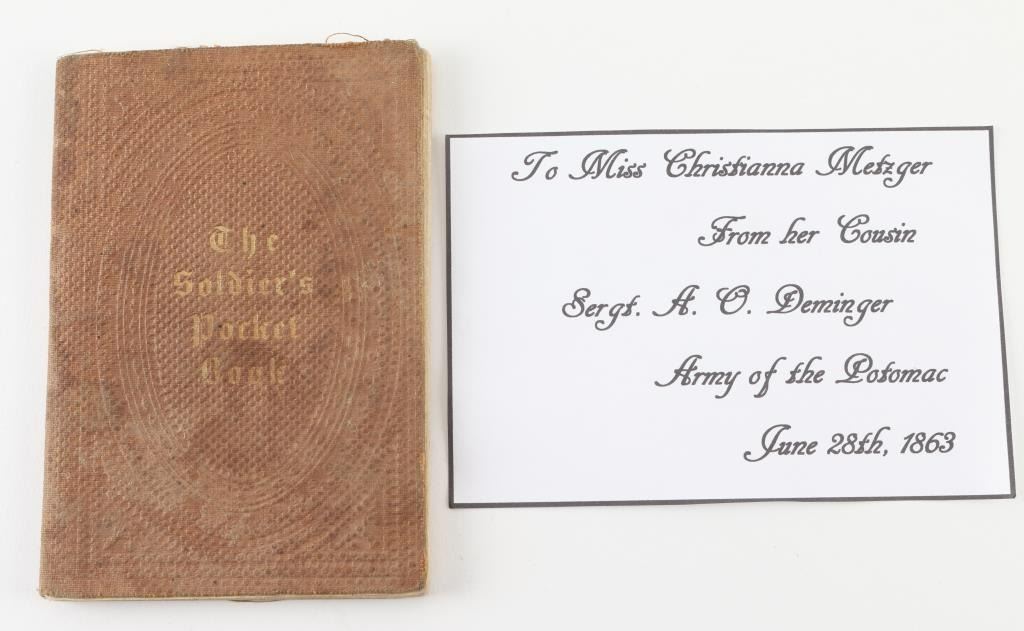 The
Soldier's
Pocket
Book
To Miss Christianna Metzger
From her Cousin
Sergt. A. O. Deminger
Army of the Potomac
June 28th, 1863